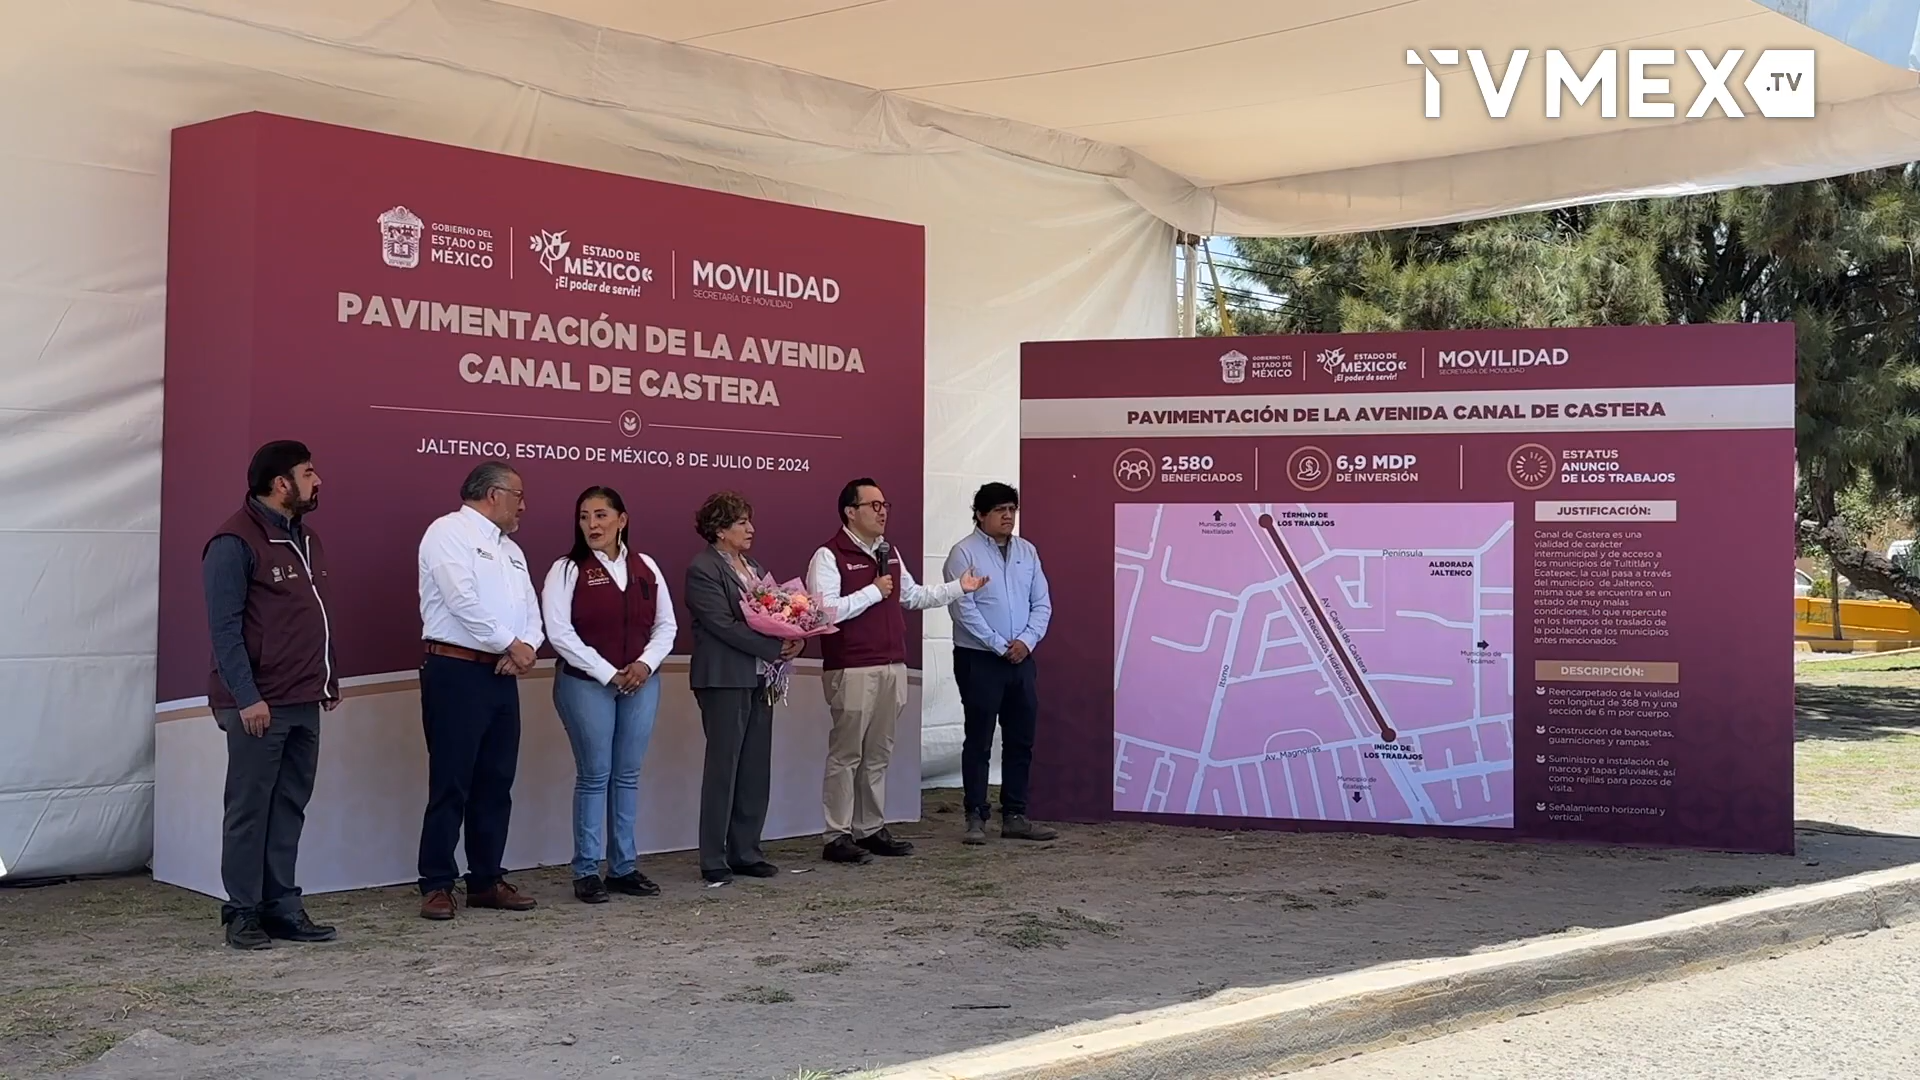 TVMEX .TV
GOBIERNO DEL
ESTADO DE
MÉXICO
ESTADO DE
MÉXICO
¡El poder de servir!
MOVILIDAD
SECRETARÍA DE MOVILIDAD
PAVIMENTACIÓN DE LA AVENIDA
CANAL DE CASTERA
JALTENCO, ESTADO DE MÉXICO, 8 DE JULIO DE 2024
GOBIERNO DEL
ESTADO DE
MÉXICO
ESTADO DE
MÉXICO
¡El poder de servir!
MOVILIDAD
SECRETARÍA DE MOVILIDAD
PAVIMENTACIÓN DE LA AVENIDA CANAL DE CASTERA
2,580
BENEFICIADOS
6,9 MDP
DE INVERSIÓN
ESTATUS
ANUNCIO
DE LOS TRABAJOS
Municipio de
Nextlalpan
TÉRMINO DE
LOS TRABAJOS
Península
ALBORADA
JALTENCO
Av. Canal de Castera
Av. Recursos Hidráulicos
Itsmo
Municipio de
Tecámac
Av. Magnolias
INICIO DE
LOS TRABAJOS
Municipio de
Ecatepec
JUSTIFICACIÓN:
Canal de Castera es una
vialidad de carácter
intermunicipal y de acceso a
los municipios de Tultitlán y
Ecatepec, la cual pasa a través
del municipio de Jaltenco,
misma que se encuentra en un
estado de muy malas
condiciones, lo que repercute
en los tiempos de traslado de
la población de los municipios
antes mencionados.
DESCRIPCIÓN:
Reencarpetado de la vialidad
con longitud de 368 m y una
sección de 6 m por cuerpo.
Construcción de banquetas,
guarniciones y rampas.
Suministro e instalación de
marcos y tapas pluviales, así
como rejillas para pozos de
visita.
Señalamiento horizontal y
vertical.